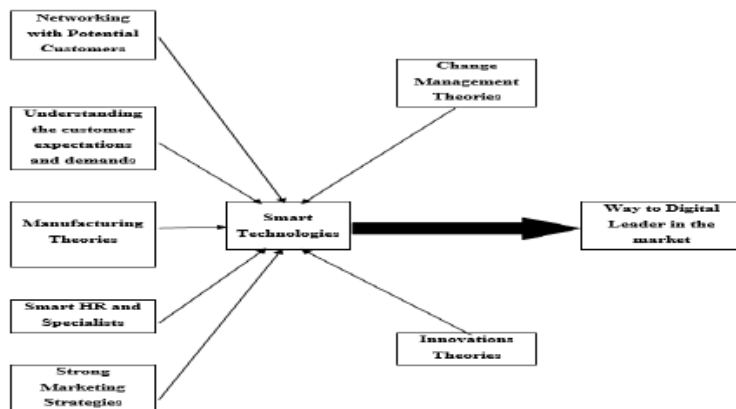 Networking
with Potential
Customers
Change
Management
Theories
Understanding
the customer
expectations
and demands
Manufacturing
Theories
Smart
Technologies
Way to Digital
Leader in the
market
Smart HR and
Specialists
Innovations
Theories
Strong
Marketing
Strategies